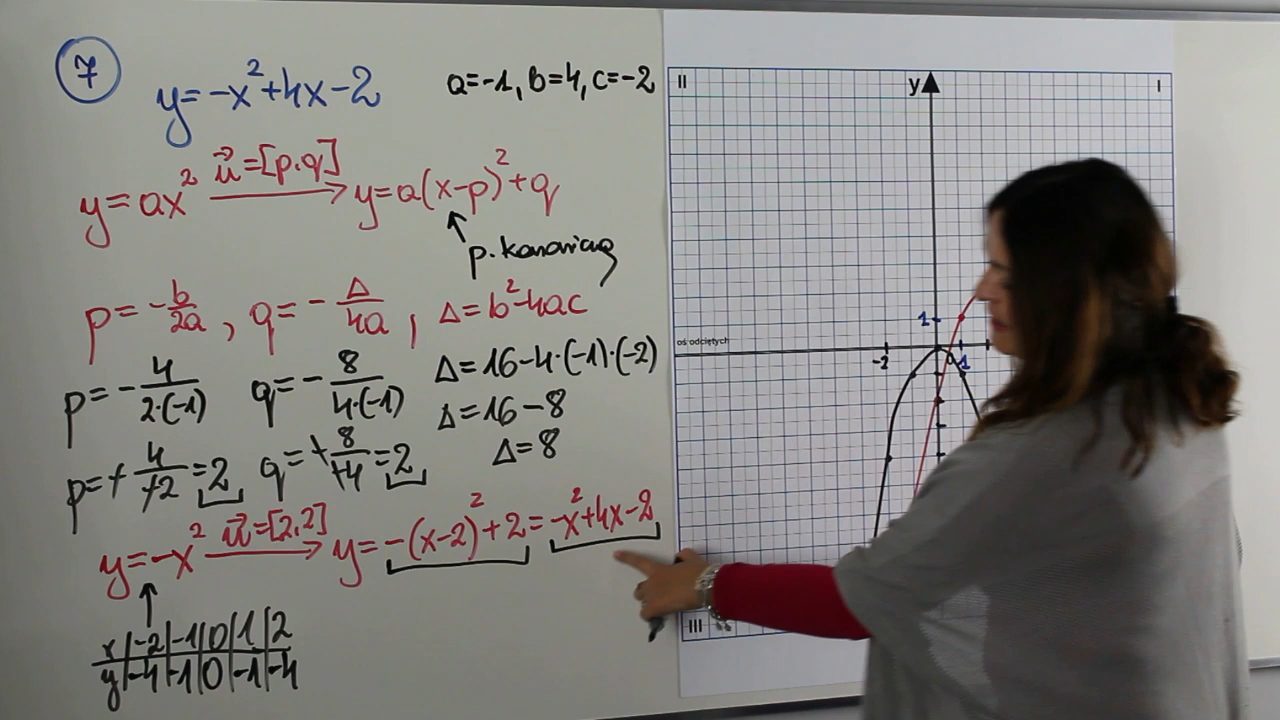 7
y=-x²+4x-2
a=-1, b=4, c=-2
y=ax² u⃗=[p,q] → y=a(x-p)²+q
p. kanoniczna
p=-b/2a, q=-Δ/4a, Δ=b²-4ac
p=-4/2·(-1) q=-8/4·(-1) Δ=16-4·(-1)·(-2)
Δ=16-8
p=+4/+2=2 q=+8/+4=2 Δ=8
y=-x² u⃗=[2,2] → y=-(x-2)²+2=-x²+4x-2
x|-2|-1|0|1|2
y|-4|-1|0|-1|-4
II y I
1
oś odciętych
-2 0 1
III